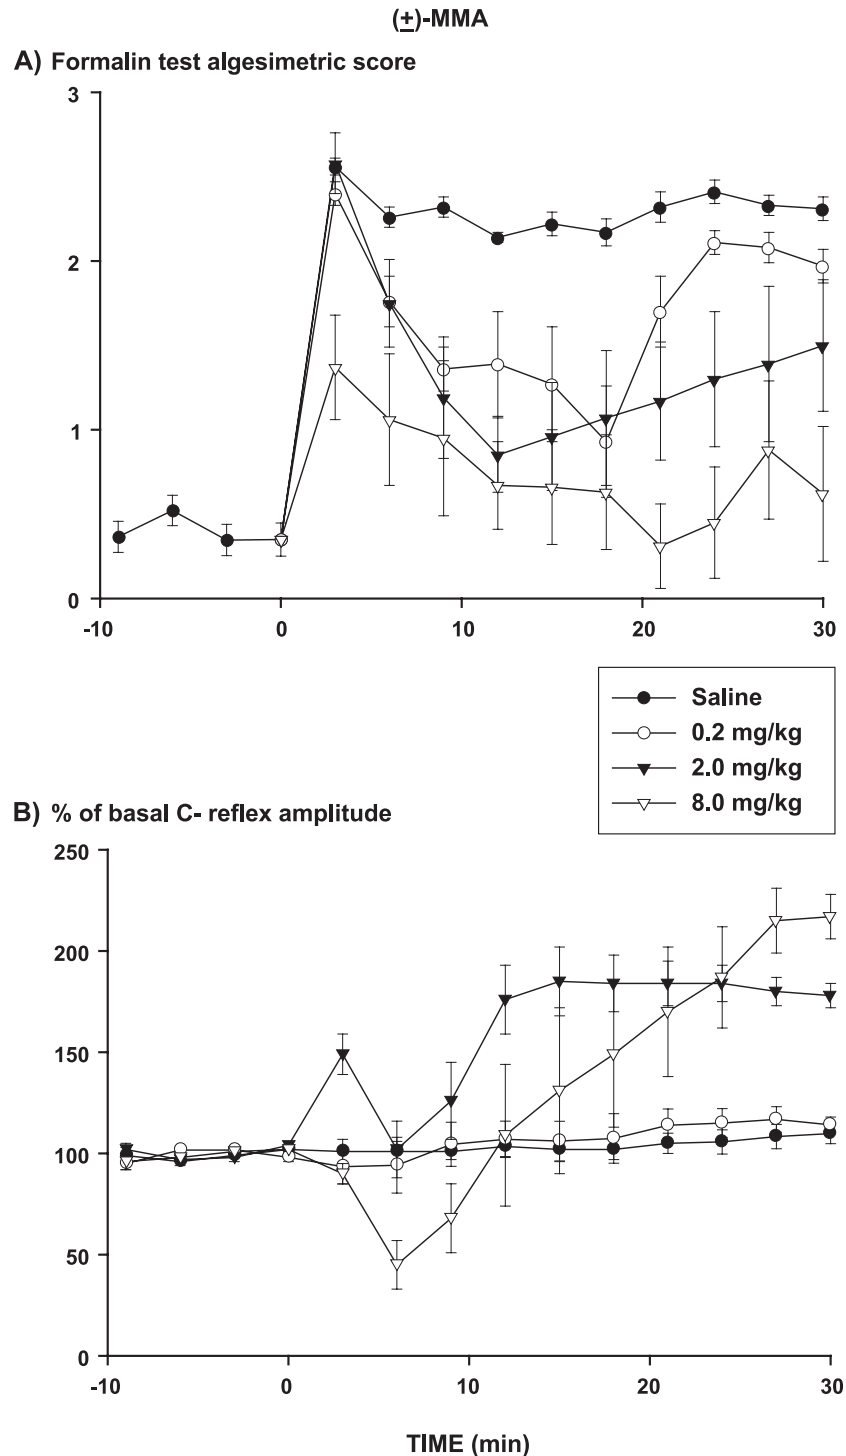 (±)-MMA
A) Formalin test algesimetric score
3
2
1
0
-10 0 10 20 30
Saline
0.2 mg/kg
2.0 mg/kg
8.0 mg/kg
B) % of basal C- reflex amplitude
250
200
150
100
50
0
-10 0 10 20 30
TIME (min)